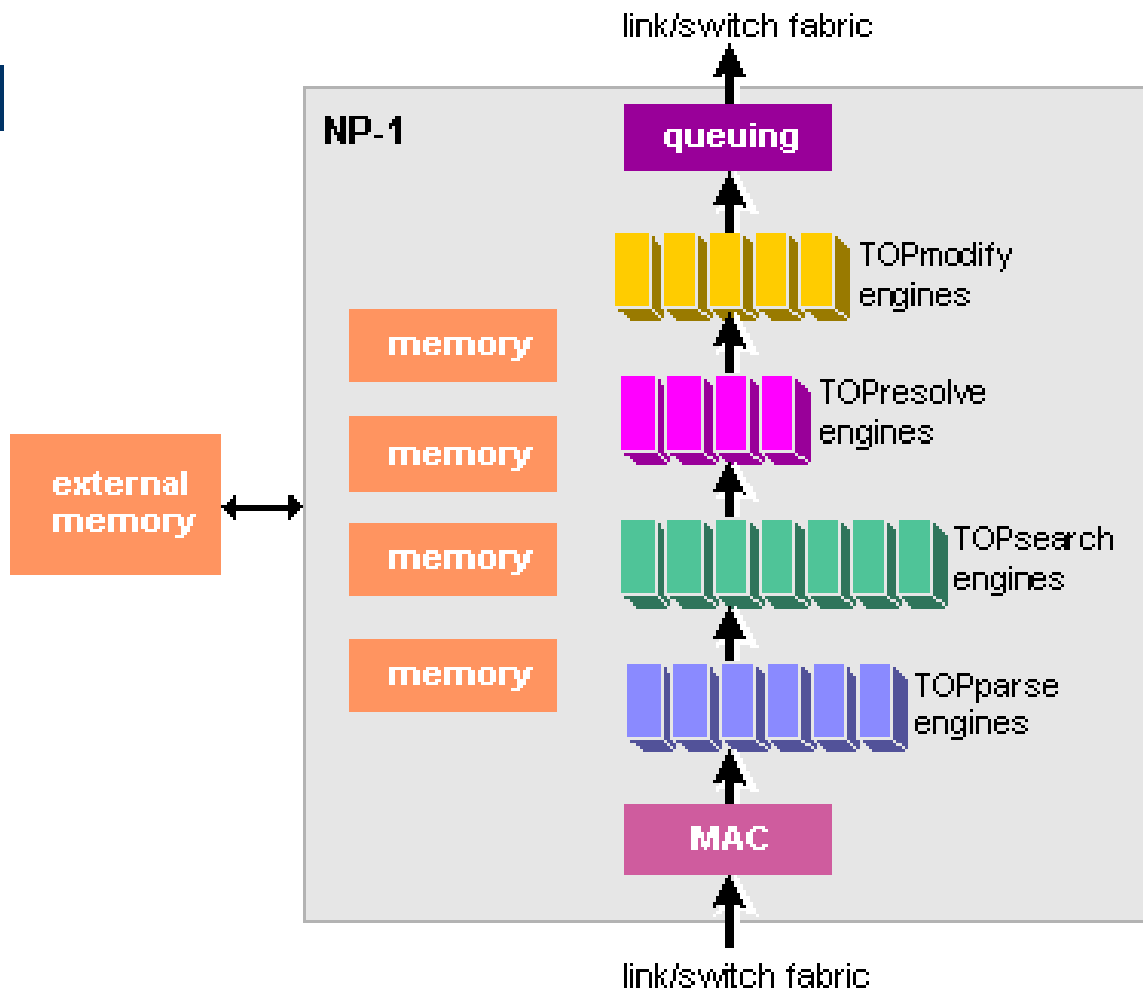 link/switch fabric
NP-1
queuing
TOPmodify
engines
memory
TOPresolve
engines
memory
external
memory
TOPsearch
engines
memory
memory
TOPparse
engines
MAC
link/switch fabric